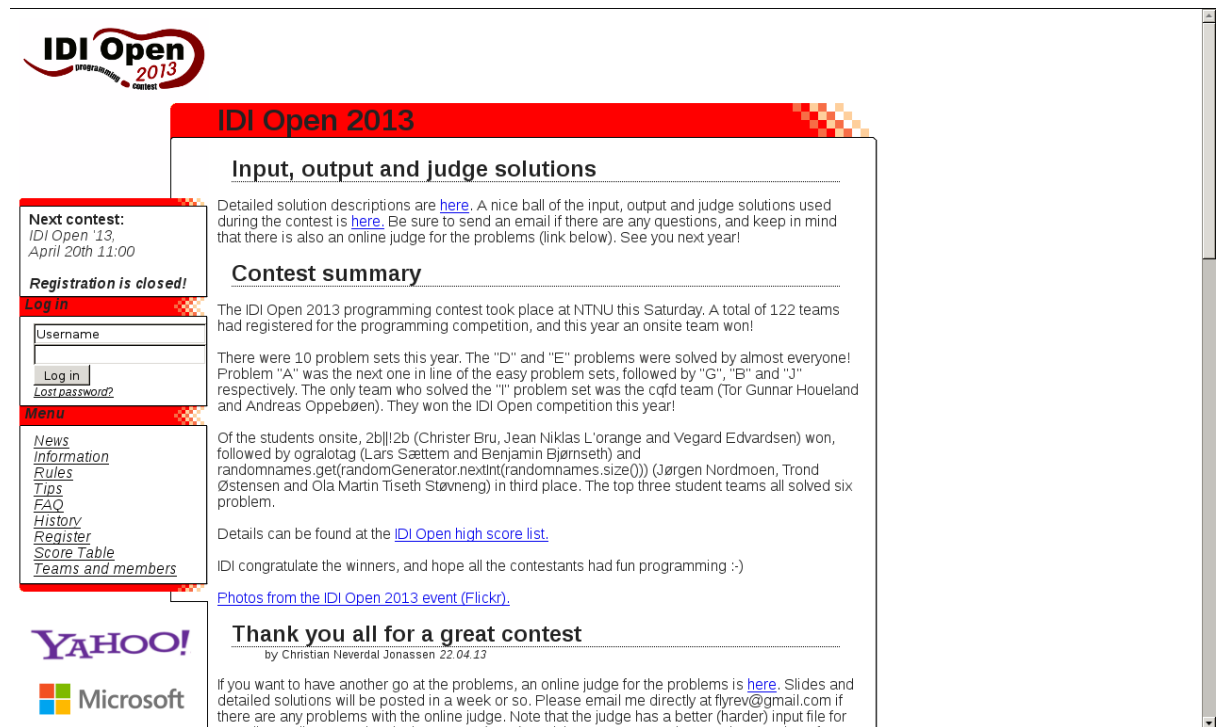 IDI Open
programming
2013
contest
IDI Open 2013
Input, output and judge solutions
Detailed solution descriptions are here. A nice ball of the input, output and judge solutions used
during the contest is here. Be sure to send an email if there are any questions, and keep in mind
that there is also an online judge for the problems (link below). See you next year!
Contest summary
The IDI Open 2013 programming contest took place at NTNU this Saturday. A total of 122 teams
had registered for the programming competition, and this year an onsite team won!
There were 10 problem sets this year. The "D" and "E" problems were solved by almost everyone!
Problem "A" was the next one in line of the easy problem sets, followed by "G", "B" and "J"
respectively. The only team who solved the "I" problem set was the cqfd team (Tor Gunnar Houeland
and Andreas Oppebøen). They won the IDI Open competition this year!
Of the students onsite, 2b||!2b (Christer Bru, Jean Niklas L'orange and Vegard Edvardsen) won,
followed by ogralotag (Lars Sættem and Benjamin Bjørnseth) and
randomnames.get(randomGenerator.nextInt(randomnames.size())) (Jørgen Nordmoen, Trond
Østensen and Ola Martin Tiseth Støvneng) in third place. The top three student teams all solved six
problem.
Details can be found at the IDI Open high score list.
IDI congratulate the winners, and hope all the contestants had fun programming :-)
Photos from the IDI Open 2013 event (Flickr).
Thank you all for a great contest
by Christian Neverdal Jonassen 22.04.13
If you want to have another go at the problems, an online judge for the problems is here. Slides and
detailed solutions will be posted in a week or so. Please email me directly at flyrev@gmail.com if
there are any problems with the online judge. Note that the judge has a better (harder) input file for
Next contest:
IDI Open '13,
April 20th 11:00
Registration is closed!
Log in
Username
Log in
Lost password?
Menu
News
Information
Rules
Tips
FAQ
History
Register
Score Table
Teams and members
YAHOO!
Microsoft